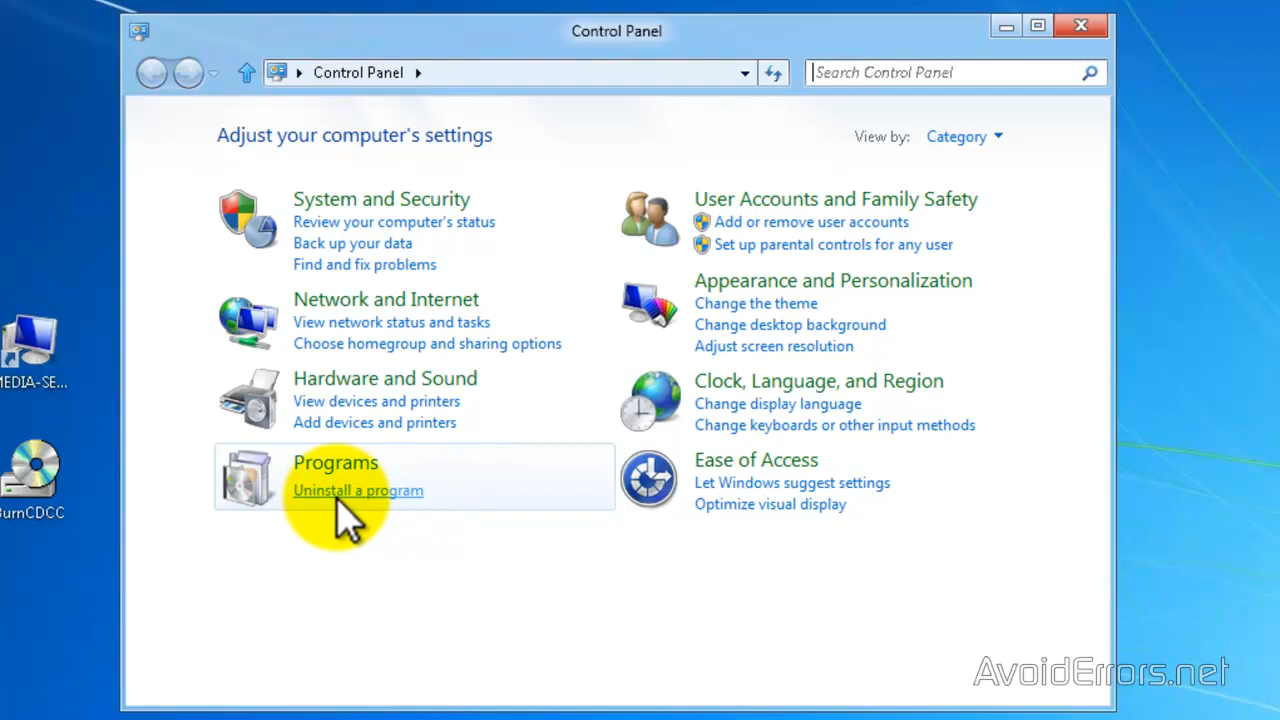 Control Panel
Control Panel
Search Control Panel
Adjust your computer's settings
View by: Category
System and Security
Review your computer's status
Back up your data
Find and fix problems
Network and Internet
View network status and tasks
Choose homegroup and sharing options
Hardware and Sound
View devices and printers
Add devices and printers
Programs
Uninstall a program
User Accounts and Family Safety
Add or remove user accounts
Set up parental controls for any user
Appearance and Personalization
Change the theme
Change desktop background
Adjust screen resolution
Clock, Language, and Region
Change display language
Change keyboards or other input methods
Ease of Access
Let Windows suggest settings
Optimize visual display
MEDIA-SE...
BurnCDCC
AvoidErrors.net